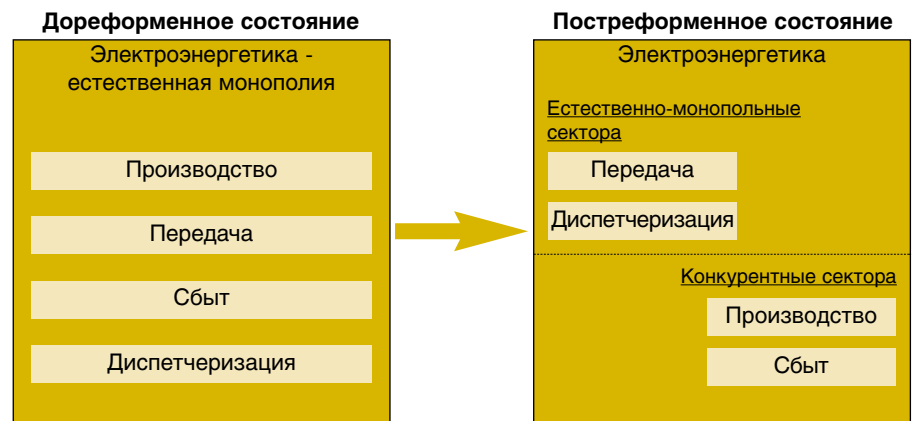 Дореформенное состояние
Электроэнергетика -
естественная монополия
Производство
Передача
Сбыт
Диспетчеризация
Постреформенное состояние
Электроэнергетика
Естественно-монопольные
сектора
Передача
Диспетчеризация
Конкурентные сектора
Производство
Сбыт